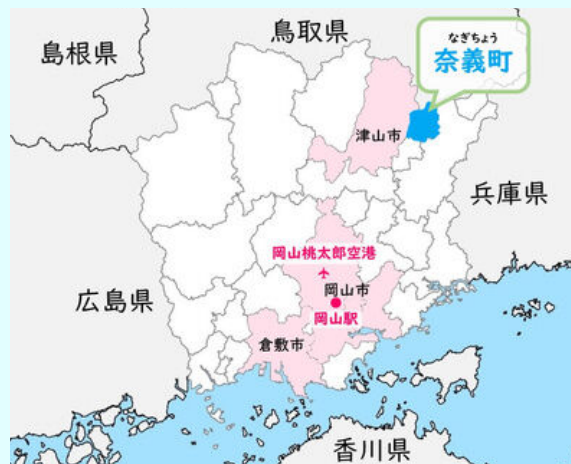 鳥取県
島根県
なぎちょう
奈義町
津山市
兵庫県
岡山桃太郎空港
岡山市
広島県
岡山駅
倉敷市
香川県